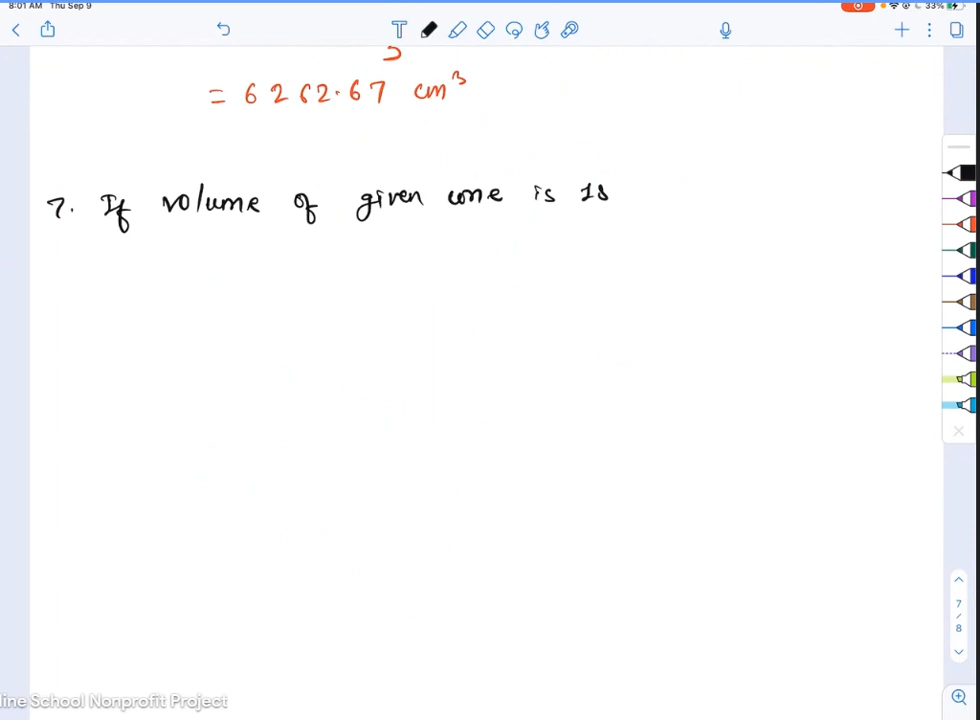 8:01 AM Thu Sep 9
33%
= 6262.67 cm³
7. If volume of given cone is 18
7
/
8
line School Nonprofit Project